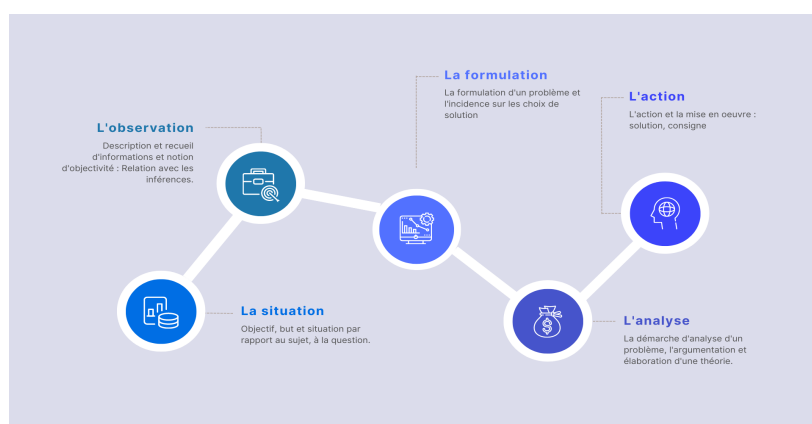 La situation
Objectif, but et situation par
rapport au sujet, à la question.
L'observation
Description et recueil
d'informations et notion
d'objectivité : Relation avec les
inférences.
La formulation
La formulation d'un problème et
l'incidence sur les choix de
solution
L'analyse
La démarche d'analyse d'un
problème, l'argumentation et
élaboration d'une théorie.
L'action
L'action et la mise en oeuvre :
solution, consigne